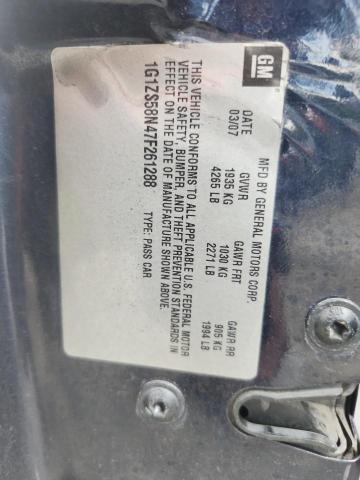 GM
MFD BY GENERAL MOTORS CORP.
DATE GVWR GAWR FRT GAWR RR
03/07 1935 KG 1030 KG 905 KG
4265 LB 2271 LB 1994 LB
THIS VEHICLE CONFORMS TO ALL APPLICABLE U.S. FEDERAL MOTOR
VEHICLE SAFETY, BUMPER, AND THEFT PREVENTION STANDARDS IN
EFFECT ON THE DATE OF MANUFACTURE SHOWN ABOVE.
1G1ZS58N47F261288 TYPE: PASS CAR